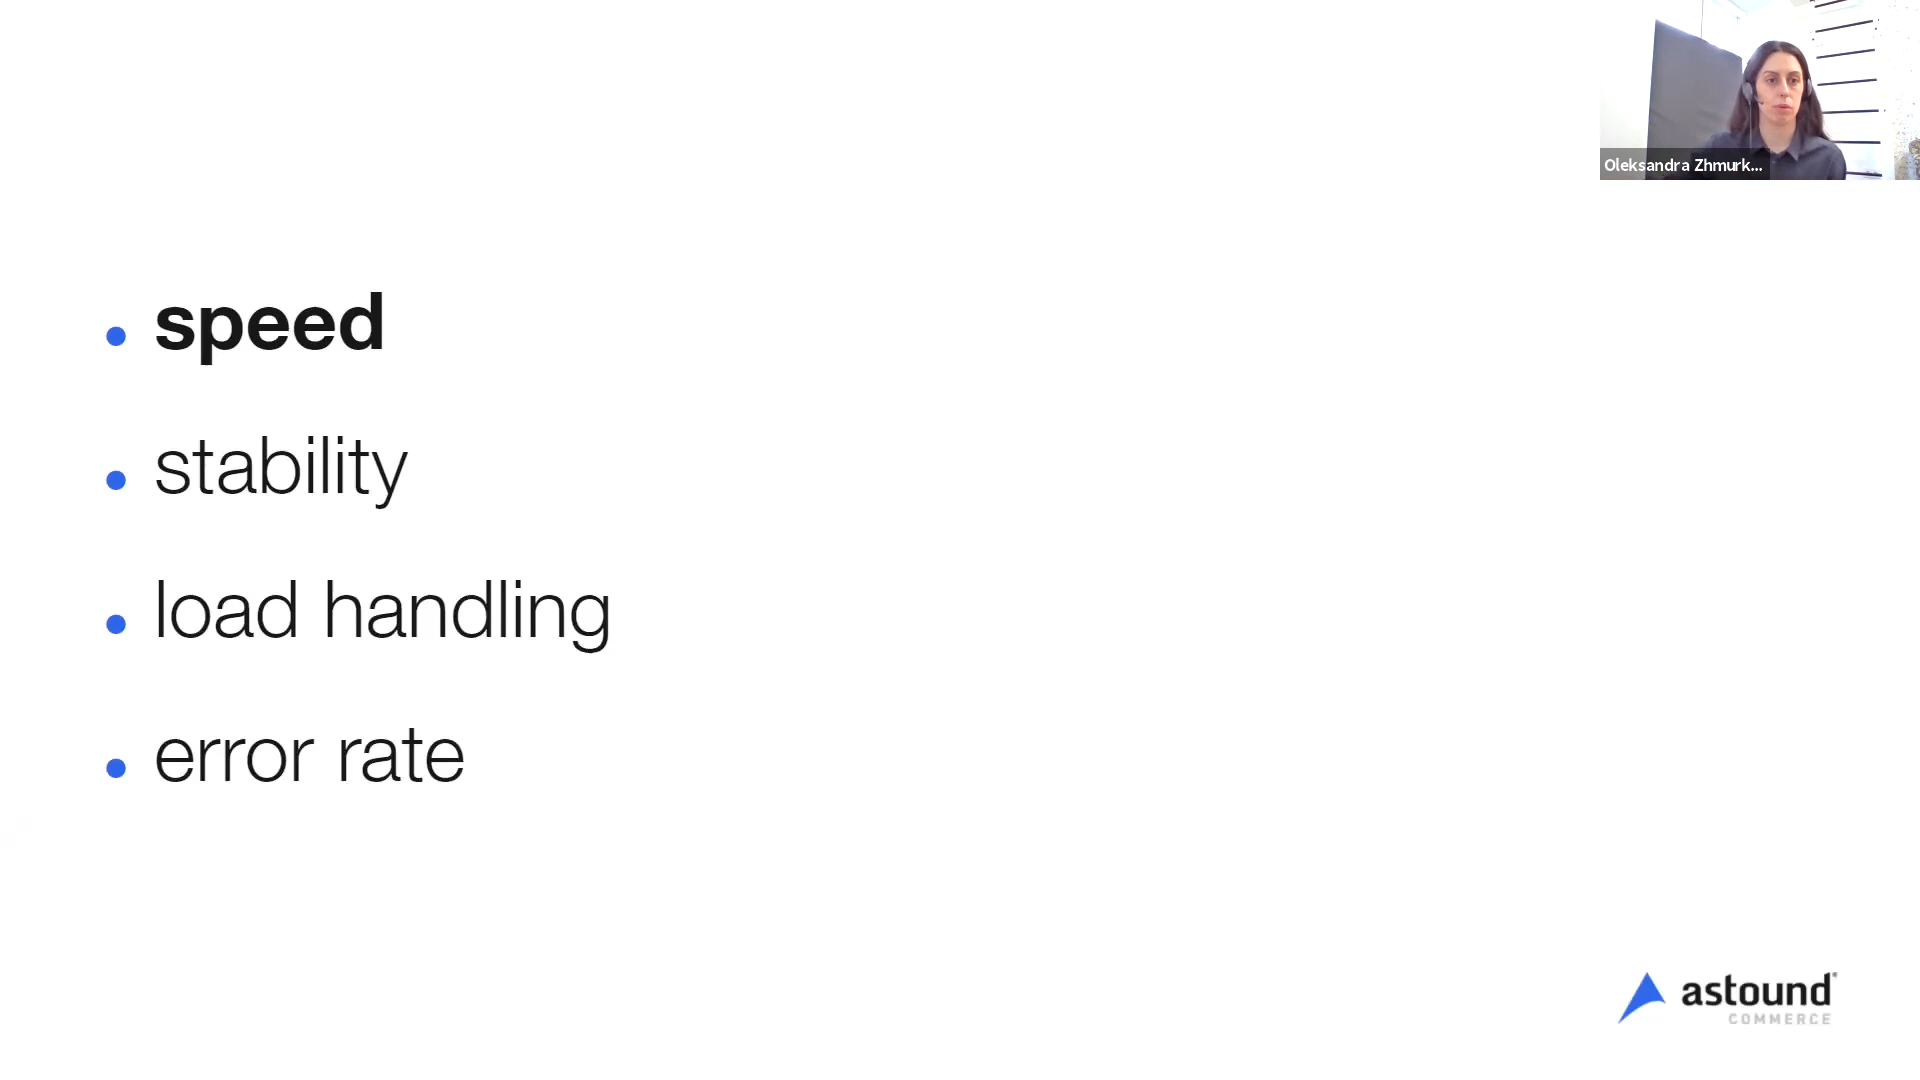 Oleksandra Zhmurk...
• speed
• stability
• load handling
• error rate
astound
COMMERCE